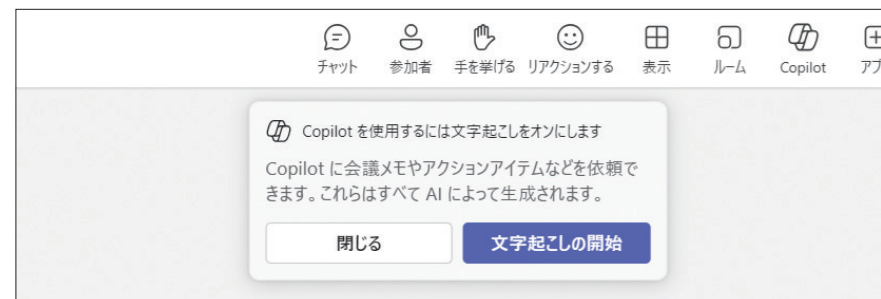 チャット 参加者 手を挙げる リアクションする 表示 ルーム Copilot
Copilot を使用するには文字起こしをオンにします
Copilot に会議メモやアクションアイテムなどを依頼で
きます。これらはすべて AI によって生成されます。
閉じる 文字起こしの開始